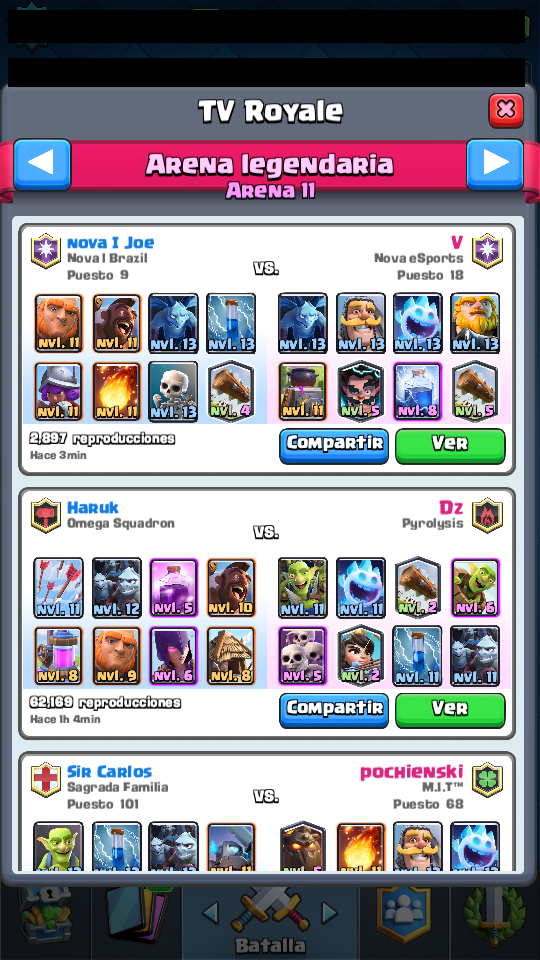 TV Royale
Arena legendaria
Arena 11
Nova l Joe
Nova l Brazil
Puesto 9
vs.
V
Nova eSports
Puesto 18
Nvl. 11 Nvl. 11 Nvl. 13 Nvl. 13 Nvl. 13 Nvl. 13 Nvl. 13 Nvl. 13
Nvl. 11 Nvl. 11 Nvl. 13 Nvl. 4 Nvl. 11 Nvl. 5 Nvl. 8 Nvl. 5
2,897 reproducciones
Hace 3min
Compartir
Ver
Haruk
Omega Squadron
vs.
Dz
Pyrolysis
Nvl. 11 Nvl. 12 Nvl. 5 Nvl. 10 Nvl. 11 Nvl. 11 Nvl. 2 Nvl. 6
Nvl. 8 Nvl. 9 Nvl. 6 Nvl. 9 Nvl. 5 Nvl. 2 Nvl. 11 Nvl. 11
62,169 reproducciones
Hace 1h 4min
Compartir
Ver
Sir Carlos
Sagrada Familia
Puesto 101
vs.
pochienski
M.I.T™
Puesto 68
Batalla